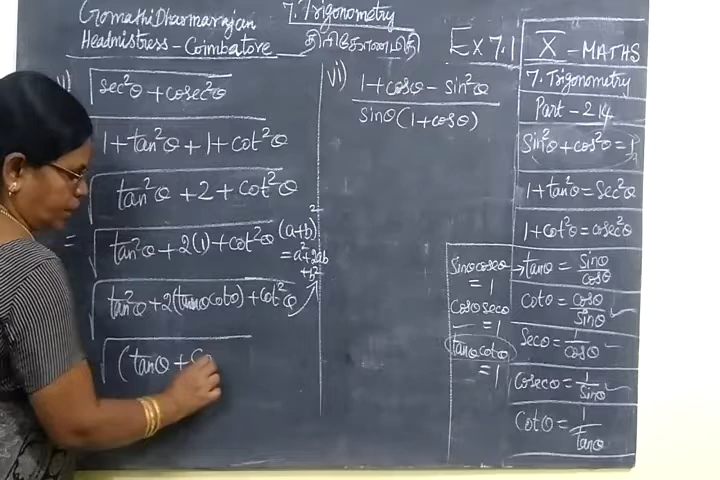 Gomathi Dharmarajan
Headmistress - Coimbatore
7. Trigonometry
திரிகோணமிதி
Ex 7.1
√sec²θ + cosec²θ
√1 + tan²θ + 1 + cot²θ
√tan²θ + 2 + cot²θ
= √tan²θ + 2(1) + cot²θ
√tan²θ + 2(tanθ cotθ) + cot²θ
√(tanθ + Co
(a+b)²
= a²+2ab
+b²
vi) 1 + cosθ - sin²θ
sinθ(1 + cosθ)
Sinθ cosecθ
= 1
Cosθ secθ
= 1
tanθ cotθ
= 1
X - MATHS
7. Trigonometry
Part - 214
Sin²θ + cos²θ = 1
1 + tan²θ = Sec²θ
1 + cot²θ = cosec²θ
→ tanθ = sinθ/cosθ
Cotθ = cosθ/sinθ
Secθ = 1/cosθ
Cosecθ = 1/sinθ
Cotθ = 1/tanθ